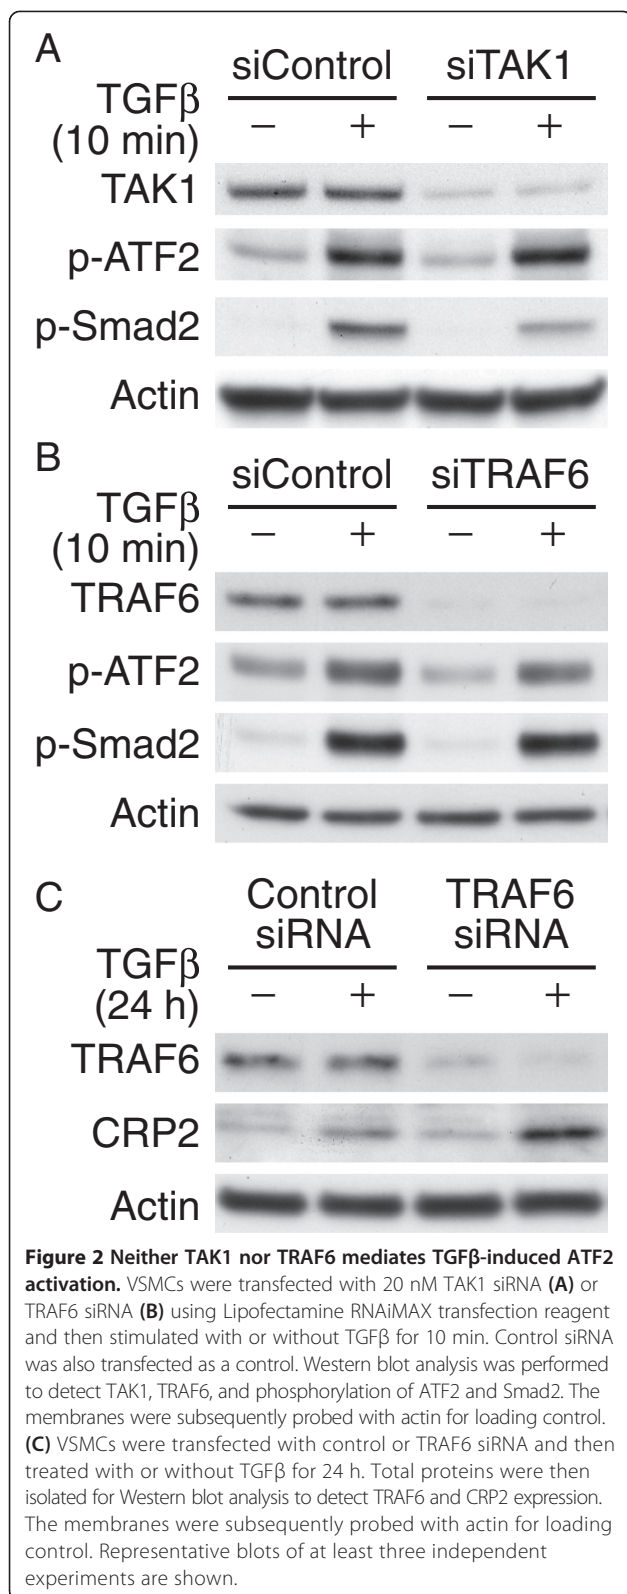 A
siControl siTAK1
TGFβ
(10 min)
− + − +
TAK1
p-ATF2
p-Smad2
Actin
B
siControl siTRAF6
TGFβ
(10 min)
− + − +
TRAF6
p-ATF2
p-Smad2
Actin
C
Control TRAF6
siRNA siRNA
TGFβ
(24 h)
− + − +
TRAF6
CRP2
Actin
Figure 2 Neither TAK1 nor TRAF6 mediates TGFβ-induced ATF2
activation. VSMCs were transfected with 20 nM TAK1 siRNA (A) or
TRAF6 siRNA (B) using Lipofectamine RNAiMAX transfection reagent
and then stimulated with or without TGFβ for 10 min. Control siRNA
was also transfected as a control. Western blot analysis was performed
to detect TAK1, TRAF6, and phosphorylation of ATF2 and Smad2. The
membranes were subsequently probed with actin for loading control.
(C) VSMCs were transfected with control or TRAF6 siRNA and then
treated with or without TGFβ for 24 h. Total proteins were then
isolated for Western blot analysis to detect TRAF6 and CRP2 expression.
The membranes were subsequently probed with actin for loading
control. Representative blots of at least three independent
experiments are shown.